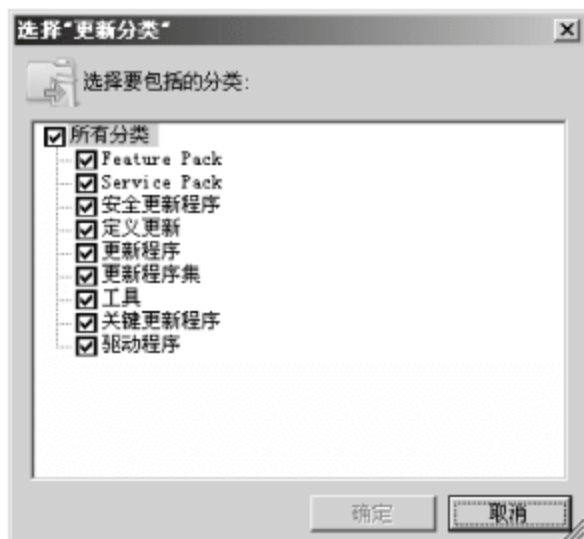 选择“更新分类”
选择要包括的分类:
所有分类
Feature Pack
Service Pack
安全更新程序
定义更新
更新程序
更新程序集
工具
关键更新程序
驱动程序
确定
取消